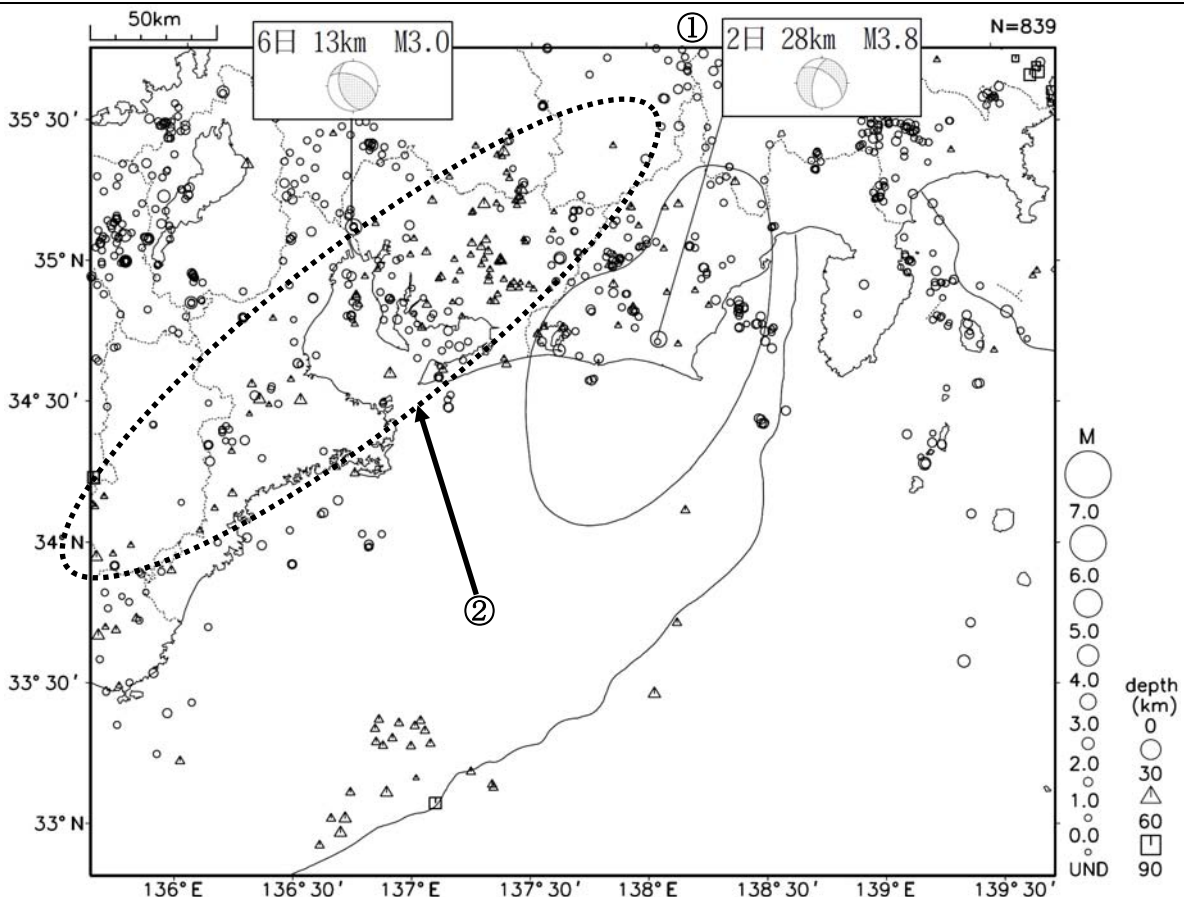 50km
①
N=839
6日 13km M3.0
2日 28km M3.8
35°30′
35°N
34°30′
34°N
33°30′
33°N
②
M
7.0
6.0
5.0
4.0
3.0
2.0
1.0
0.0
UND
depth
(km)
0
30
60
90
136°E
136°30′
137°E
137°30′
138°E
138°30′
139°E
139°30′